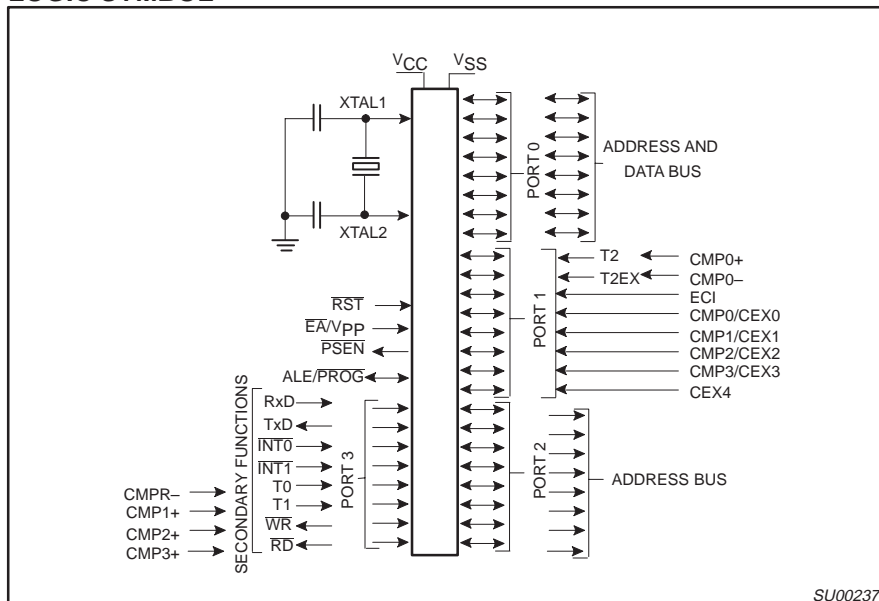 VCC VSS
XTAL1
XTAL2
PORT 0
ADDRESS AND
DATA BUS
RST
EA/VPP
PSEN
ALE/PROG
PORT 1
T2 CMP0+
T2EX CMP0–
ECI
CMP0/CEX0
CMP1/CEX1
CMP2/CEX2
CMP3/CEX3
CEX4
SECONDARY FUNCTIONS
RxD
TxD
INT0
INT1
T0
T1
WR
RD
CMPR–
CMP1+
CMP2+
CMP3+
PORT 3
PORT 2
ADDRESS BUS
SU00237